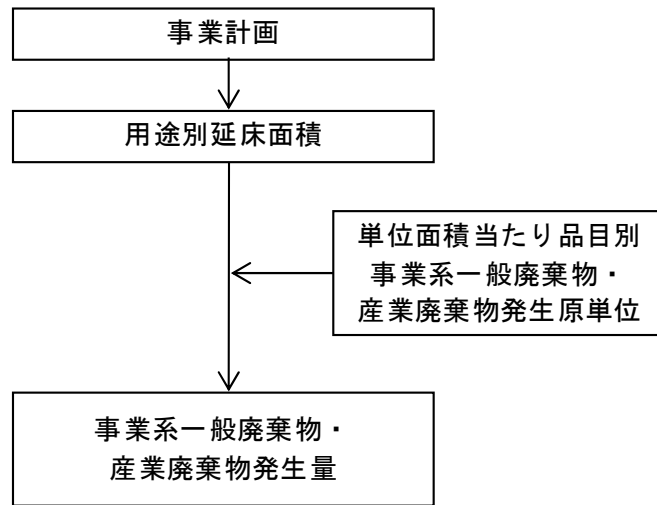 事業計画
用途別延床面積
単位面積当たり品目別
事業系一般廃棄物・
産業廃棄物発生原単位
事業系一般廃棄物・
産業廃棄物発生量